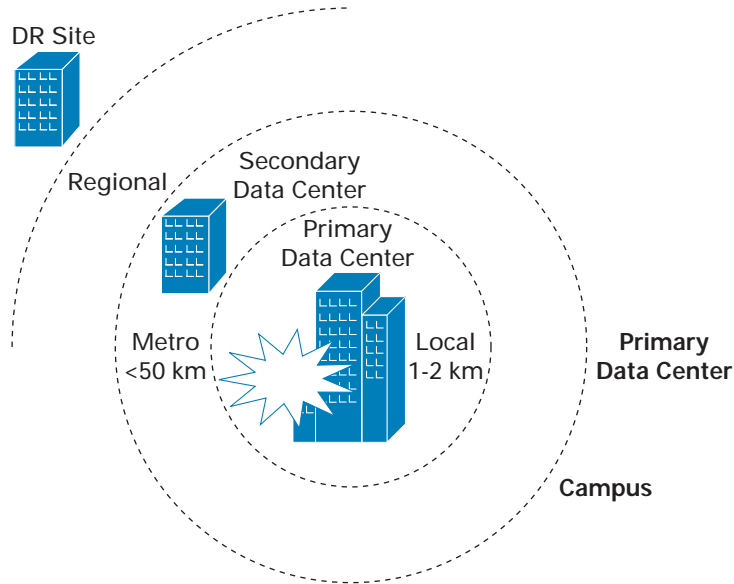 DR Site
Regional
Secondary
Data Center
Primary
Data Center
Metro
<50 km
Local
1-2 km
Primary
Data Center
Campus